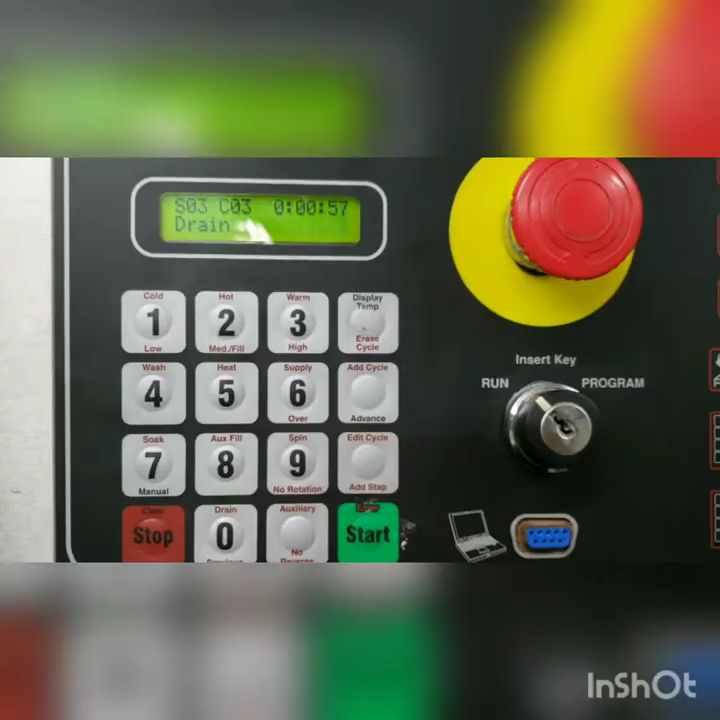 S03 C03 0:00:57
Drain
Cold
1
Low
Hot
2
Med./Fill
Warm
3
High
Display
Temp
Erase
Cycle
Wash
4
Heat
5
Supply
6
Over
Add Cycle
Advance
Soak
7
Manual
Aux Fill
8
Spin
9
No Rotation
Edit Cycle
Add Step
Clear
Stop
Drain
0
Previous
Auxiliary
No
Reverse
Start
Insert Key
RUN
PROGRAM
InShOt